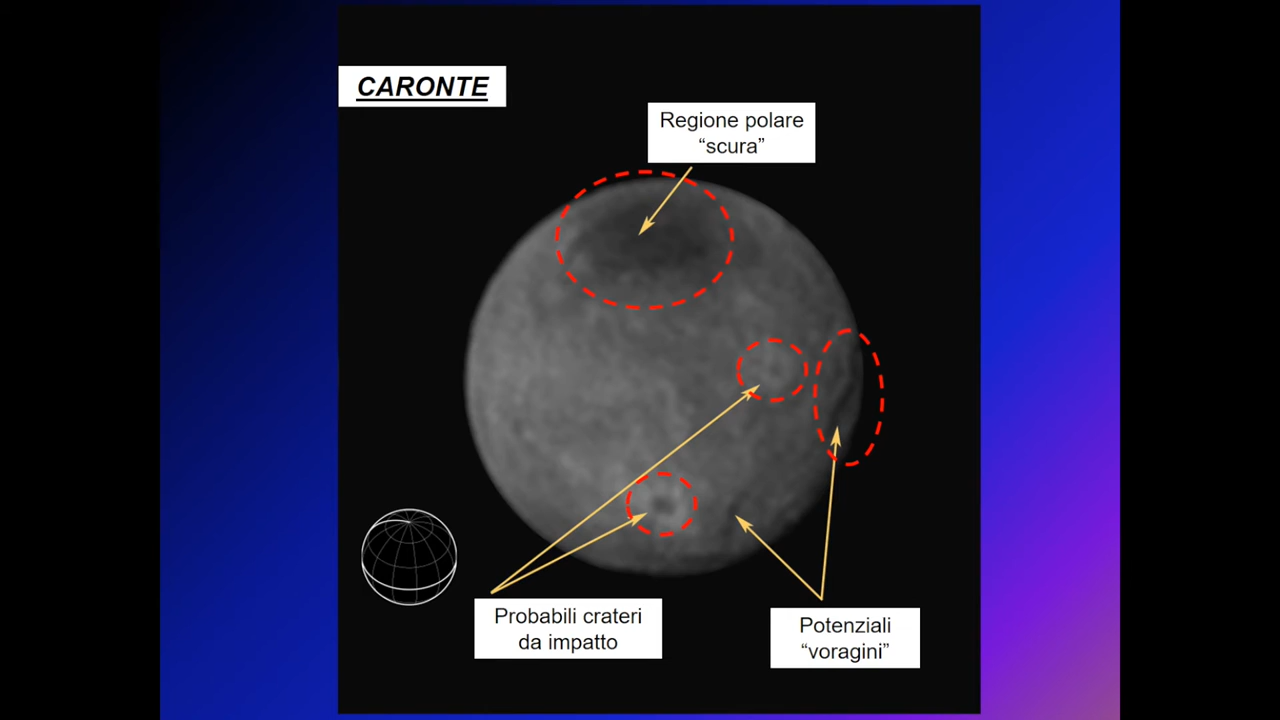 CARONTE
Regione polare
“scura”
Probabili crateri
da impatto
Potenziali
“voragini”